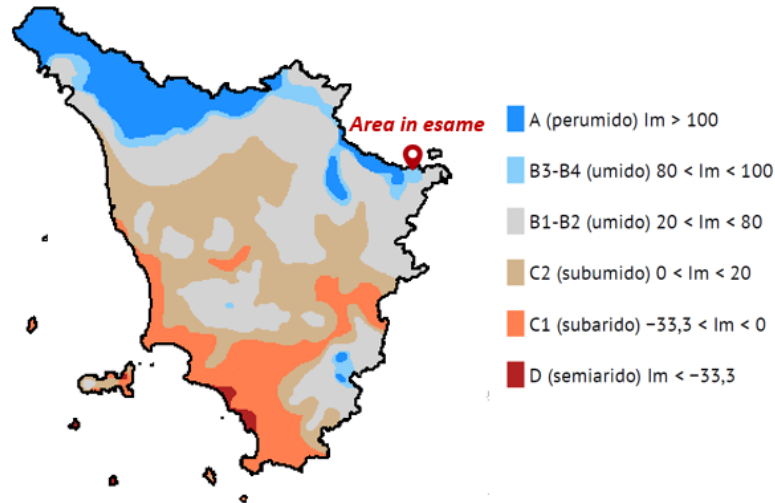 Area in esame
A (perumido) Im > 100
B3-B4 (umido) 80 < Im < 100
B1-B2 (umido) 20 < Im < 80
C2 (subumido) 0 < Im < 20
C1 (subarido) −33,3 < Im < 0
D (semiarido) Im < −33,3